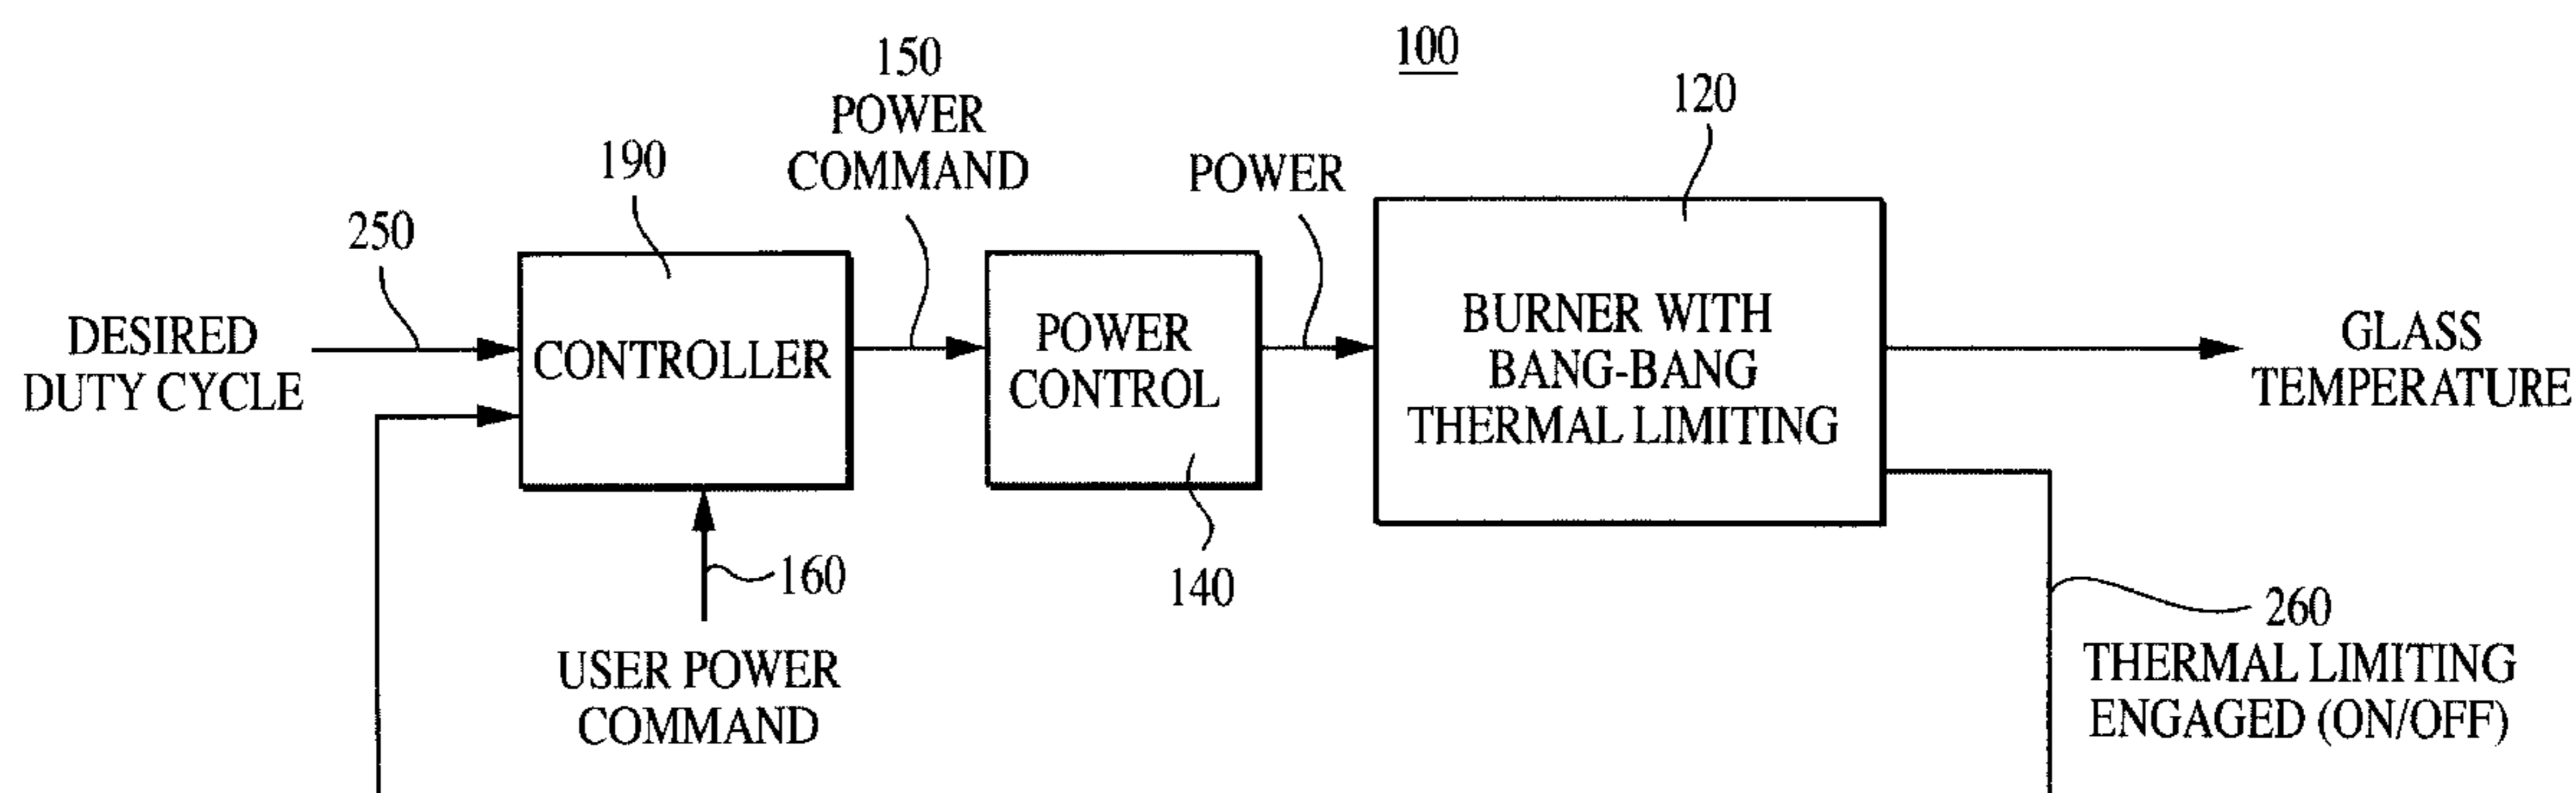 100
150
POWER
COMMAND
190
250
DESIRED
DUTY CYCLE
CONTROLLER
160
USER POWER
COMMAND
POWER
CONTROL
140
POWER
120
BURNER WITH
BANG-BANG
THERMAL LIMITING
GLASS
TEMPERATURE
260
THERMAL LIMITING
ENGAGED (ON/OFF)